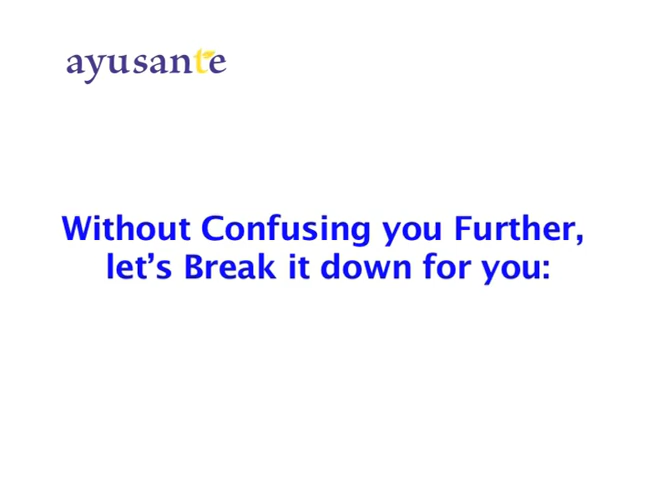 ayusante
Without Confusing you Further,
let’s Break it down for you: